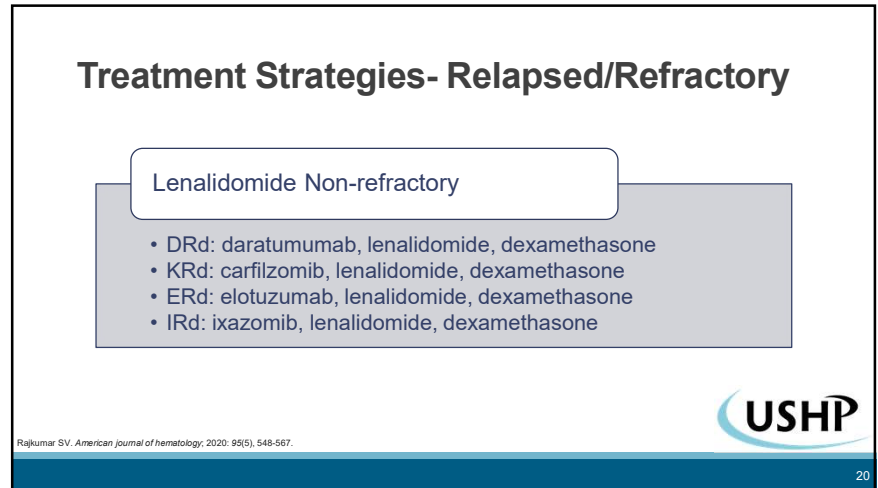 Treatment Strategies- Relapsed/Refractory
Lenalidomide Non-refractory
• DRd: daratumumab, lenalidomide, dexamethasone
• KRd: carfilzomib, lenalidomide, dexamethasone
• ERd: elotuzumab, lenalidomide, dexamethasone
• IRd: ixazomib, lenalidomide, dexamethasone
USHP
Rajkumar SV. American journal of hematology; 2020: 95(5), 548-567.
20